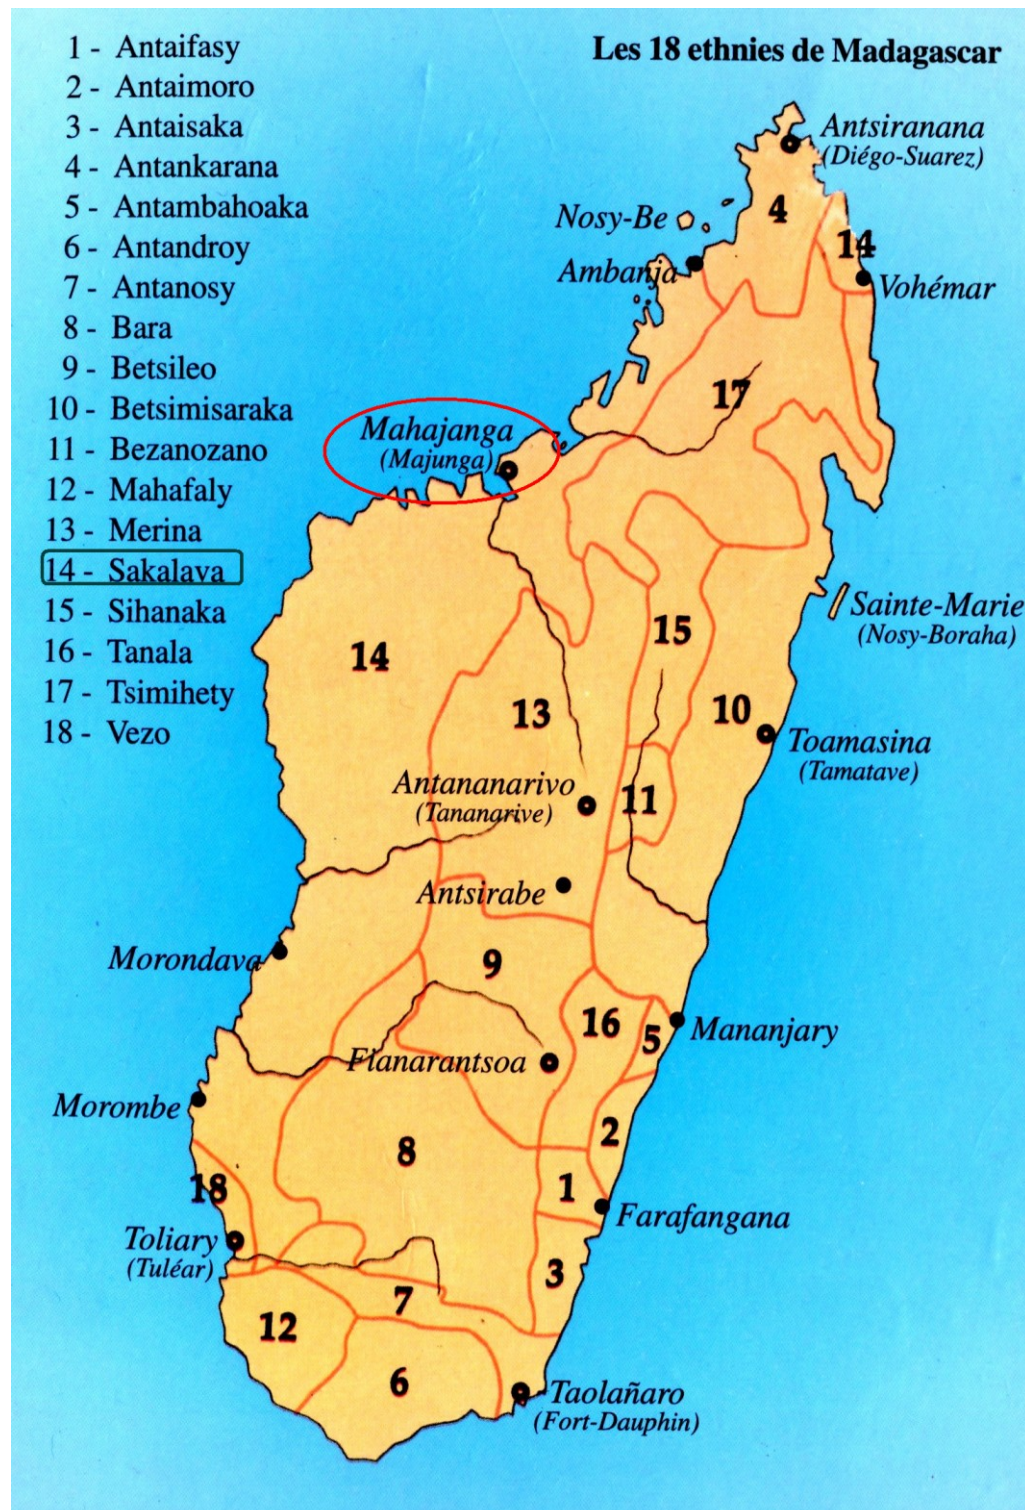 Les 18 ethnies de Madagascar
1 - Antaifasy
2 - Antaimoro
3 - Antaisaka
4 - Antankarana
5 - Antambahoaka
6 - Antandroy
7 - Antanosy
8 - Bara
9 - Betsileo
10 - Betsimisaraka
11 - Bezanozano
12 - Mahafaly
13 - Merina
14 - Sakalava
15 - Sihanaka
16 - Tanala
17 - Tsimihety
18 - Vezo
Antsiranana
(Diégo-Suarez)
Nosy-Be
4
14
Ambanja
Vohémar
17
Mahajanga
(Majunga)
Sainte-Marie
(Nosy-Boraha)
14
15
13
10
Toamasina
(Tamatave)
Antananarivo
(Tananarive)
11
Antsirabe
Morondava
9
16
5
Mananjary
Fianarantsoa
Morombe
2
8
18
1
Farafangana
Toliary
(Tuléar)
3
7
12
6
Taolañaro
(Fort-Dauphin)